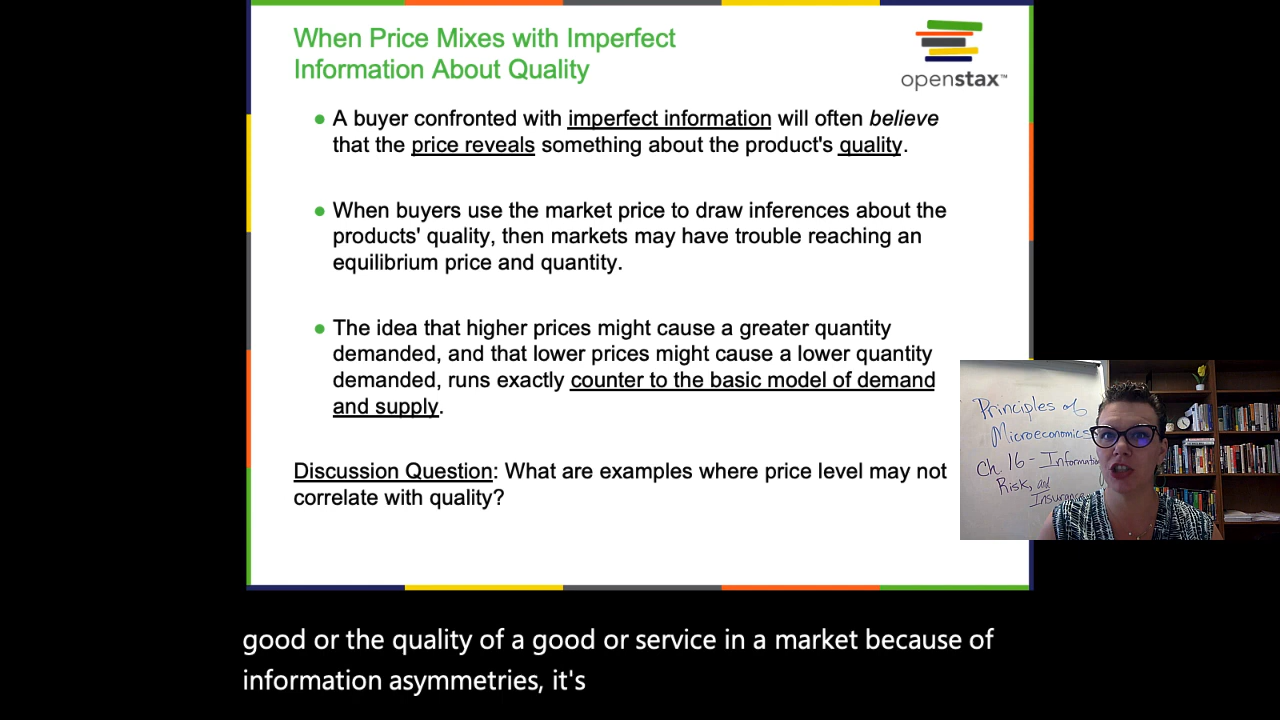 When Price Mixes with Imperfect
Information About Quality
openstax™
● A buyer confronted with imperfect information will often believe
that the price reveals something about the product's quality.
● When buyers use the market price to draw inferences about the
products' quality, then markets may have trouble reaching an
equilibrium price and quantity.
● The idea that higher prices might cause a greater quantity
demanded, and that lower prices might cause a lower quantity
demanded, runs exactly counter to the basic model of demand
and supply.
Discussion Question: What are examples where price level may not
correlate with quality?
Principles of
Microeconomics
Ch. 16 - Information
Risk, and
Insurance
good or the quality of a good or service in a market because of
information asymmetries, it's